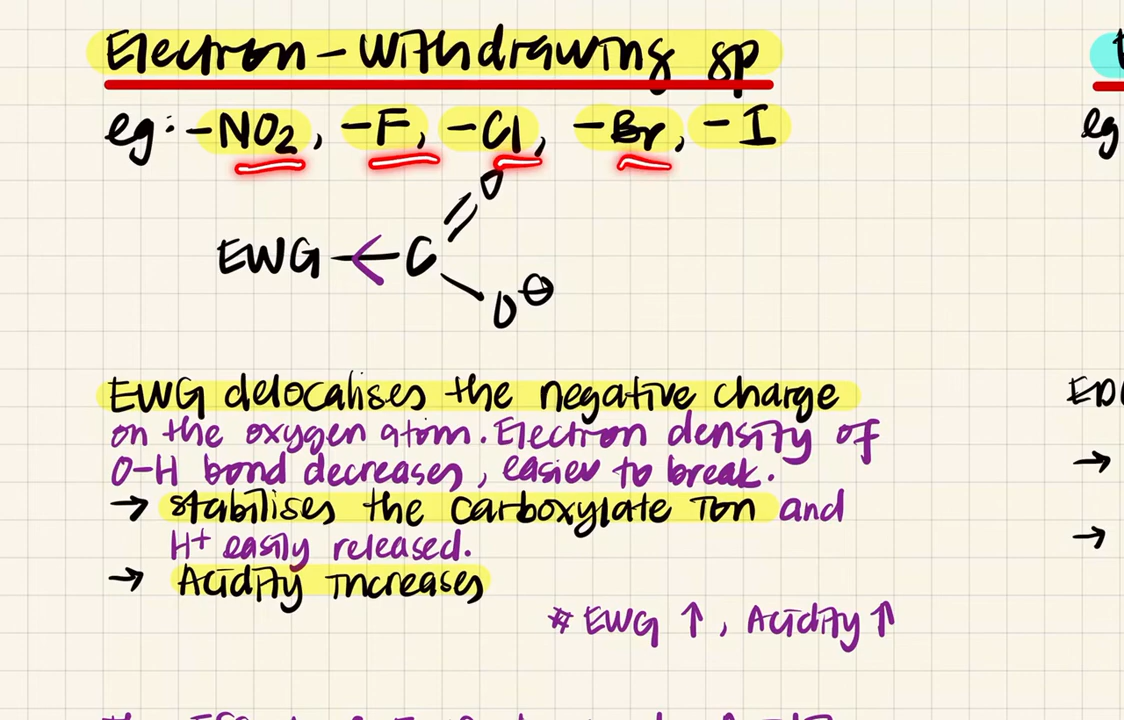 Electron-withdrawing gp
eg:-NO2, -F, -Cl, -Br, -I
eg
O
EWG C
O⊖
EWG delocalises the negative charge
on the oxygen atom. Electron density of
O-H bond decreases, easier to break.
→ stabilises the carboxylate Ion and
H+ easily released.
→ Acidity Increases
* EWG ↑, Acidity ↑
→
→